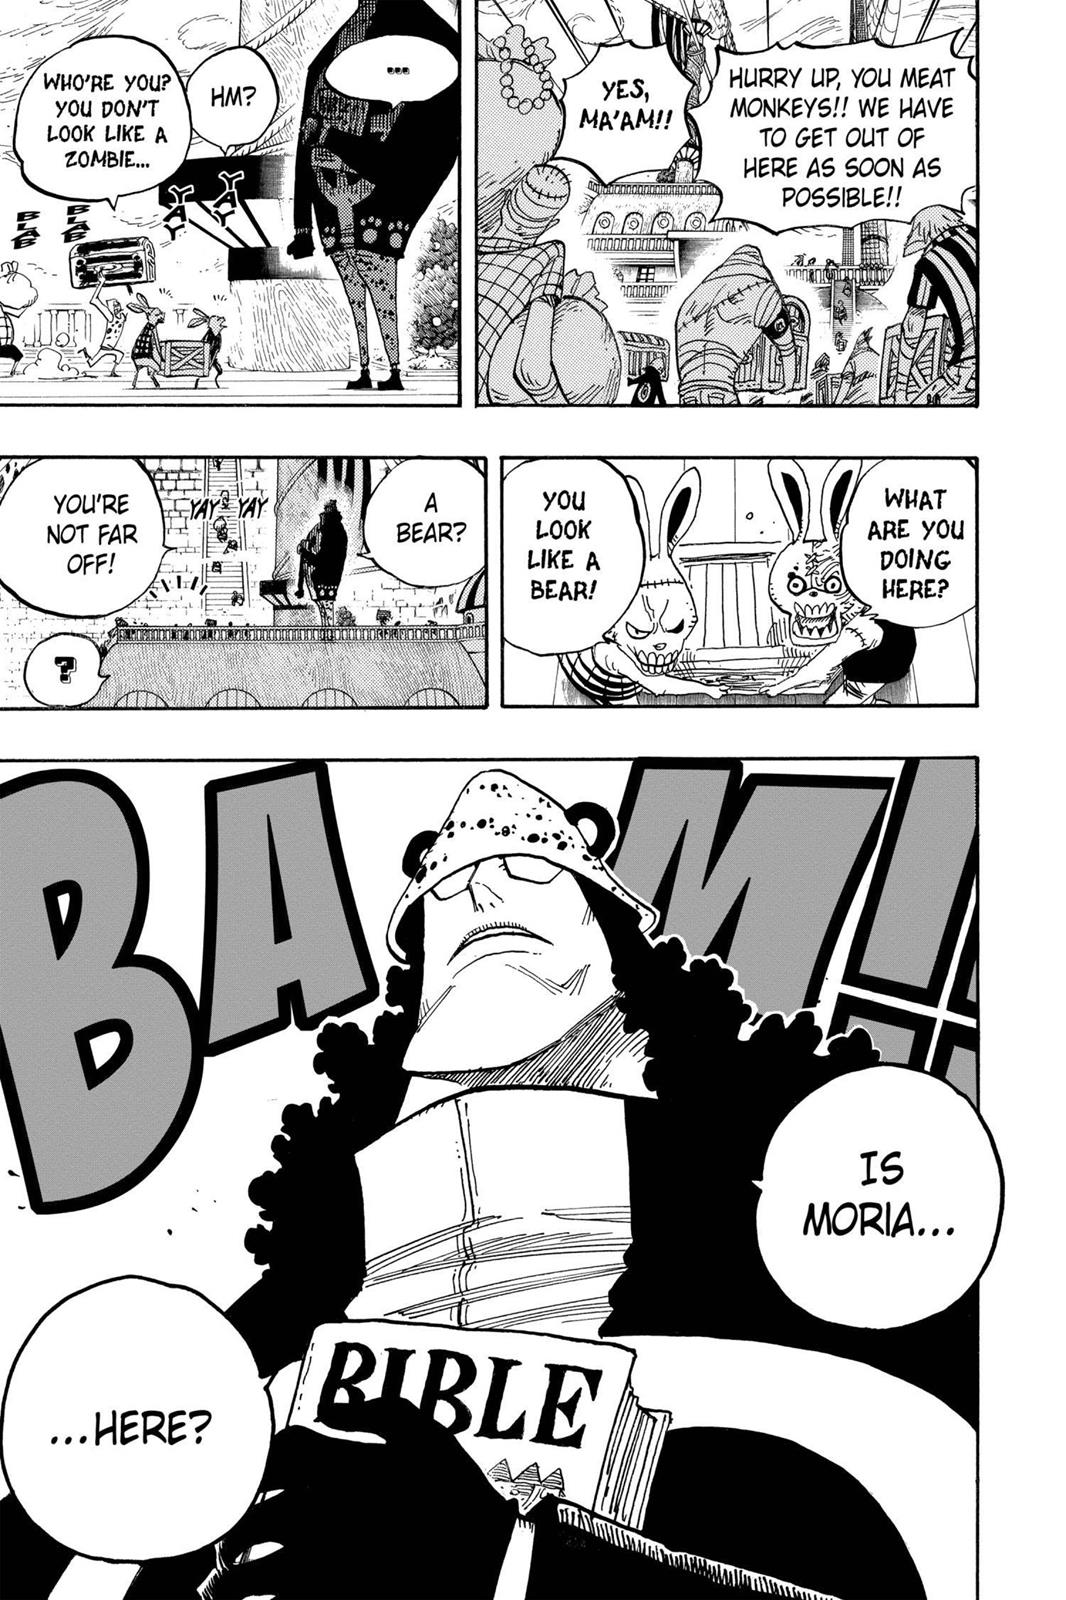 HURRY UP, YOU MEAT
MONKEYS!! WE HAVE
TO GET OUT OF
HERE AS SOON AS
POSSIBLE!!
YES,
MA'AM!!
...
HM?
WHO'RE YOU?
YOU DON'T
LOOK LIKE A
ZOMBIE...
YAY
YAY
BLAB
BLAB
WHAT
ARE YOU
DOING
HERE?
YOU
LOOK
LIKE A
BEAR!
A
BEAR?
YAY
YAY
YOU'RE
NOT FAR
OFF!
?
BAM!!
IS
MORIA...
BIBLE
...HERE?